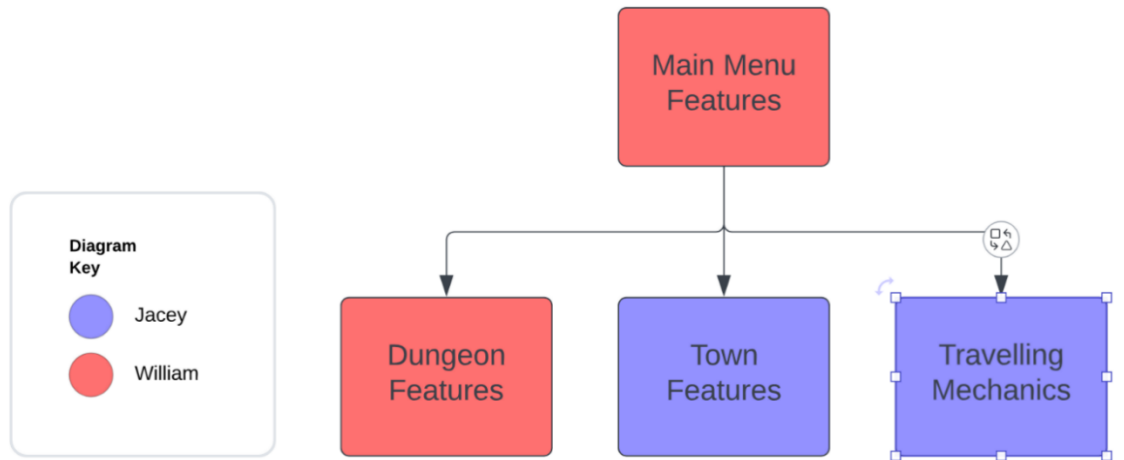 Main Menu
Features
Diagram
Key
Jacey
William
Dungeon
Features
Town
Features
Travelling
Mechanics